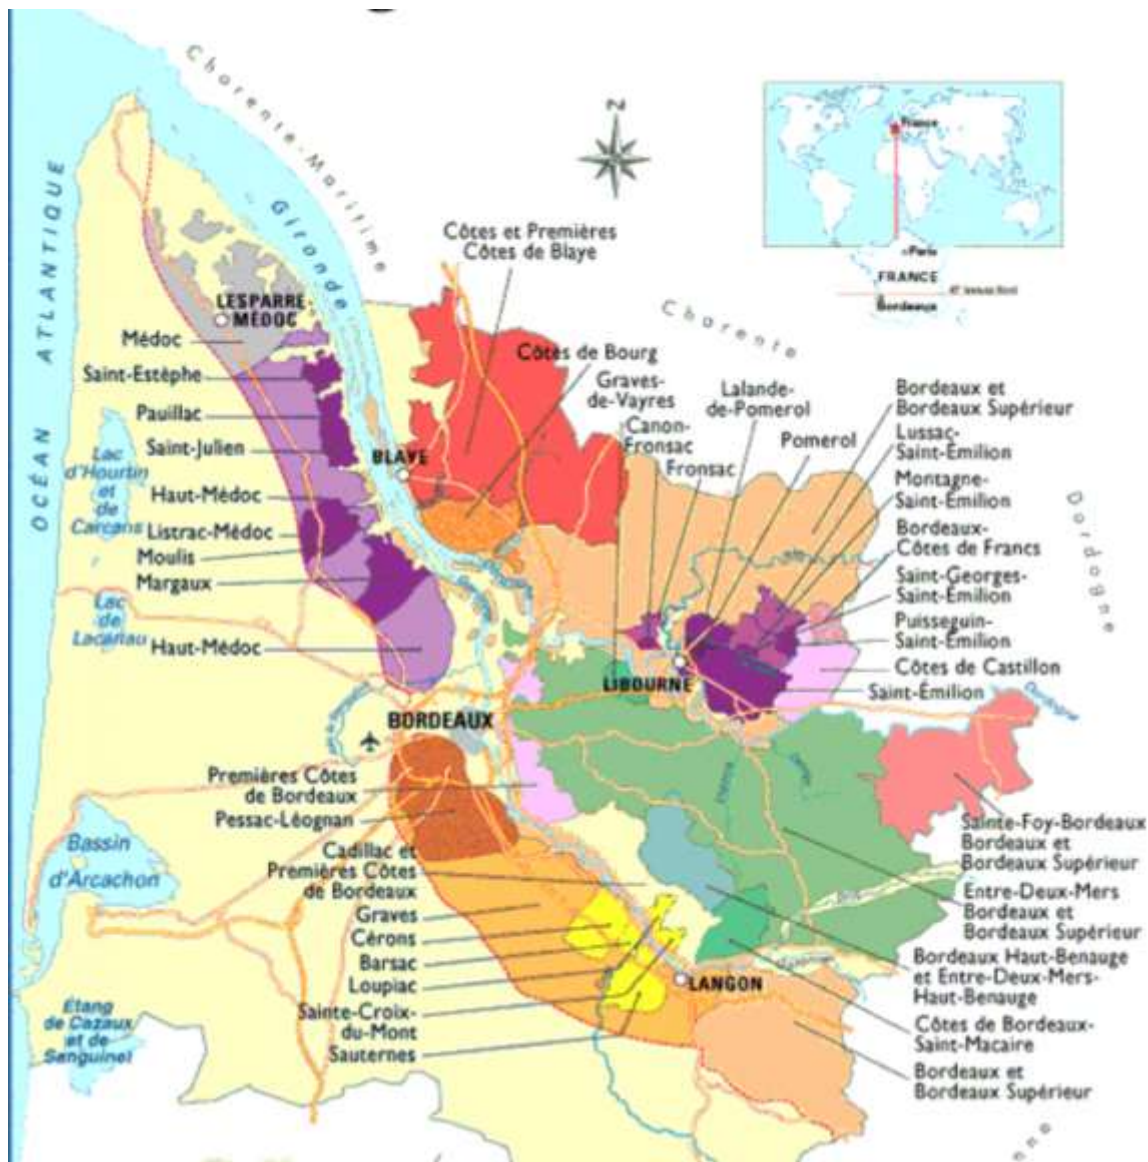 Charente-Maritime
Gironde
OCÉAN ATLANTIQUE
N
France
Paris
FRANCE
Bordeaux
Charente
Dordogne
Côtes et Premières
Côtes de Blaye
LESPARRE-
MÉDOC
Médoc
Saint-Estèphe
Pauillac
Saint-Julien
Haut-Médoc
Listrac-Médoc
Moulis
Margaux
Haut-Médoc
Lac
d'Hourtin
et de
Carcans
Lac
de
Lacanau
BLAYE
Côtes de Bourg
Graves-
de-Vayres
Canon-
Fronsac
Fronsac
Lalande-
de-Pomerol
Pomerol
Bordeaux et
Bordeaux Supérieur
Lussac-
Saint-Émilion
Montagne-
Saint-Émilion
Bordeaux-
Côtes de Francs
Saint-Georges-
Saint-Émilion
Puisseguin-
Saint-Émilion
Côtes de Castillon
Saint-Émilion
LIBOURNE
Dordogne
BORDEAUX
Premières Côtes
de Bordeaux
Pessac-Léognan
Cadillac et
Premières Côtes
de Bordeaux
Graves
Cérons
Barsac
Loupiac
Sainte-Croix-
du-Mont
Sauternes
LANGON
Bassin
d'Arcachon
Étang
de Cazaux
et de
Sanguinet
Sainte-Foy-Bordeaux
Bordeaux et
Bordeaux Supérieur
Entre-Deux-Mers
Bordeaux et
Bordeaux Supérieur
Bordeaux Haut-Benauge
et Entre-Deux-Mers-
Haut-Benauge
Côtes de Bordeaux-
Saint-Macaire
Bordeaux et
Bordeaux Supérieur